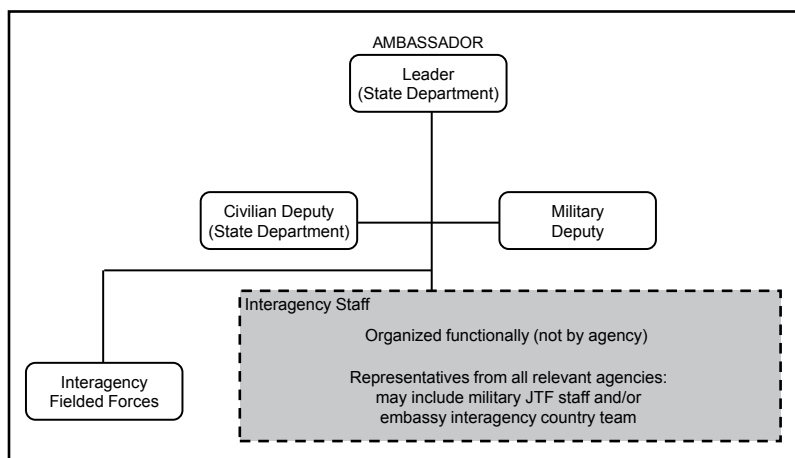 AMBASSADOR
Leader
(State Department)
Civilian Deputy
(State Department)
Military
Deputy
Interagency Staff
Organized functionally (not by agency)
Representatives from all relevant agencies:
may include military JTF staff and/or
embassy interagency country team
Interagency
Fielded Forces